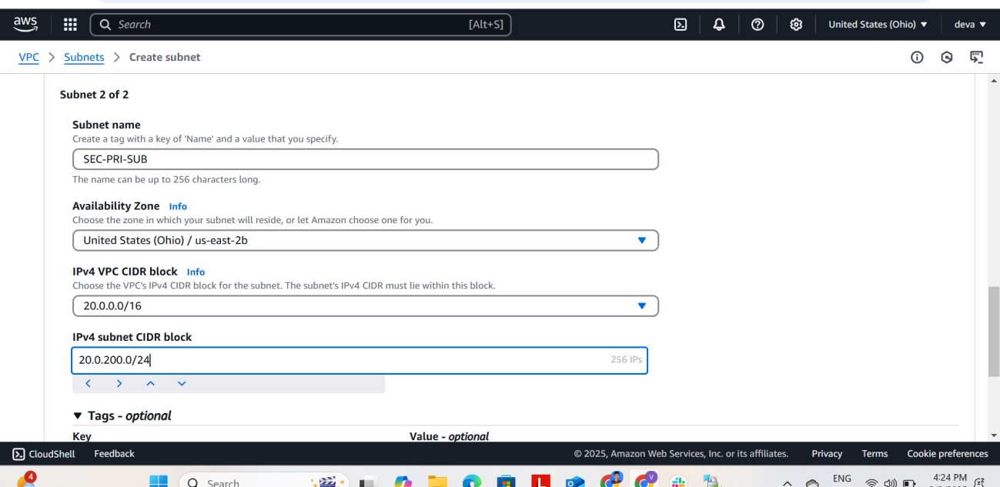 aws
Search [Alt+S]
United States (Ohio) ▼ deva ▼
VPC > Subnets > Create subnet
Subnet 2 of 2
Subnet name
Create a tag with a key of 'Name' and a value that you specify.
SEC-PRI-SUB
The name can be up to 256 characters long.
Availability Zone Info
Choose the zone in which your subnet will reside, or let Amazon choose one for you.
United States (Ohio) / us-east-2b
IPv4 VPC CIDR block Info
Choose the VPC's IPv4 CIDR block for the subnet. The subnet's IPv4 CIDR must lie within this block.
20.0.0.0/16
IPv4 subnet CIDR block
20.0.200.0/24 256 IPs
Tags - optional
Key Value - optional
CloudShell Feedback © 2025, Amazon Web Services, Inc. or its affiliates. Privacy Terms Cookie preferences
4 Search ENG 4:24 PM